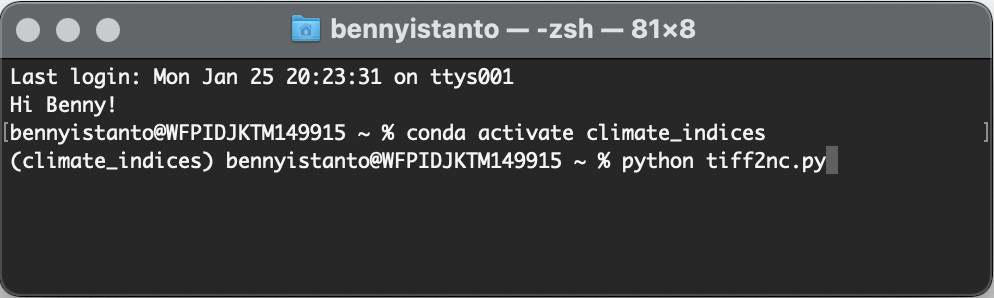 bennyistanto — -zsh — 81×8
Last login: Mon Jan 25 20:23:31 on ttys001
Hi Benny!
[bennyistanto@WFPIDJKTM149915 ~ % conda activate climate_indices ]
(climate_indices) bennyistanto@WFPIDJKTM149915 ~ % python tiff2nc.py